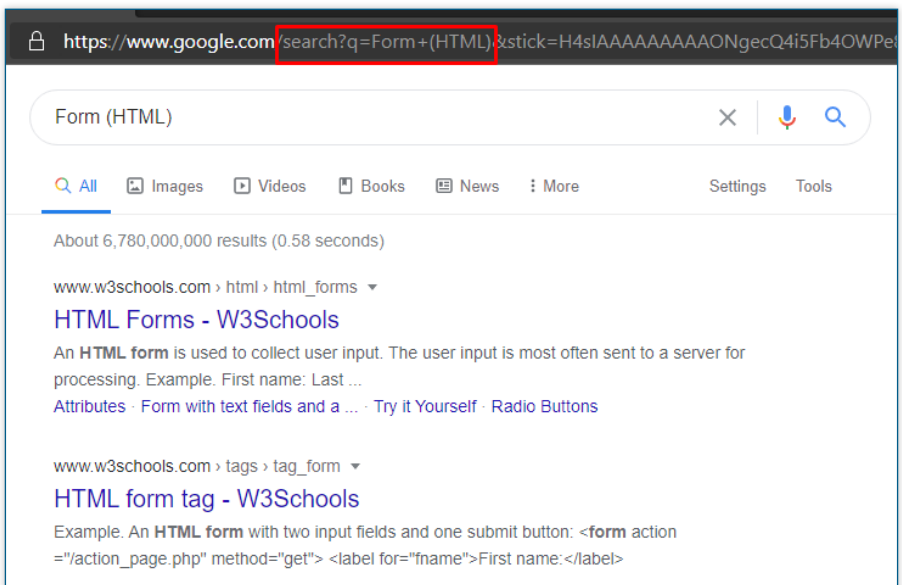 https://www.google.com/search?q=Form+(HTML)&stick=H4sIAAAAAAAAAONgecQ4i5Fb4OWPe
Form (HTML)
All Images Videos Books News More Settings Tools
About 6,780,000,000 results (0.58 seconds)
www.w3schools.com › html › html_forms
HTML Forms - W3Schools
An HTML form is used to collect user input. The user input is most often sent to a server for
processing. Example. First name: Last ...
Attributes · Form with text fields and a ... · Try it Yourself · Radio Buttons
www.w3schools.com › tags › tag_form
HTML form tag - W3Schools
Example. An HTML form with two input fields and one submit button: <form action
="/action_page.php" method="get"> <label for="fname">First name:</label>